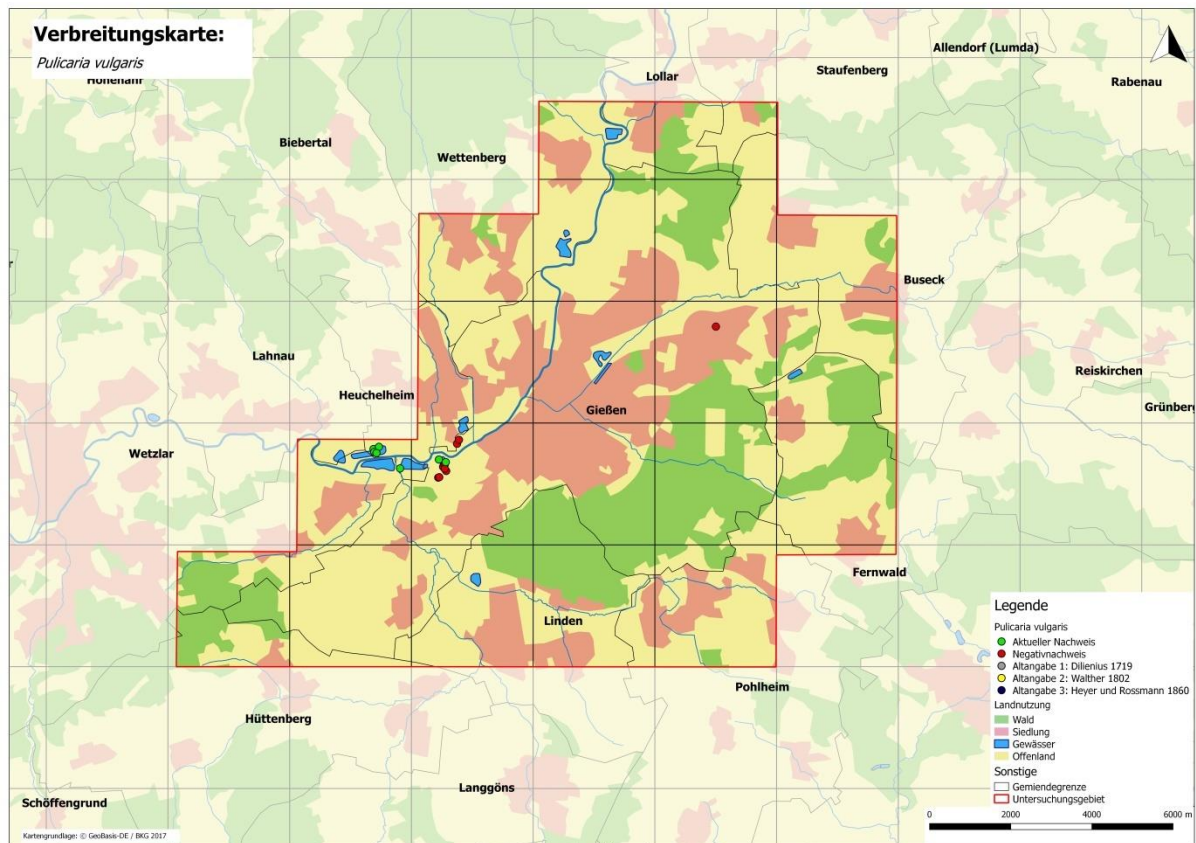 Verbreitungskarte:
Pulicaria vulgaris
Hohenahr
Lollar
Allendorf (Lumda)
Staufenberg
Rabenau
Biebertal
Wettenberg
Buseck
Lahnau
Heuchelheim
Reiskirchen
Gießen
Grünberg
Wetzlar
Fernwald
Linden
Pohlheim
Hüttenberg
Langgöns
Schöffengrund
Legende
Pulicaria vulgaris
Aktueller Nachweis
Negativnachweis
Altangabe 1: Dilienius 1719
Altangabe 2: Walther 1802
Altangabe 3: Heyer und Rossmann 1860
Landnutzung
Wald
Siedlung
Gewässer
Offenland
Sonstige
Gemiendegrenze
Untersuchungsgebiet
0 2000 4000 6000 m
Kartengrundlage: © GeoBasis-DE / BKG 2017